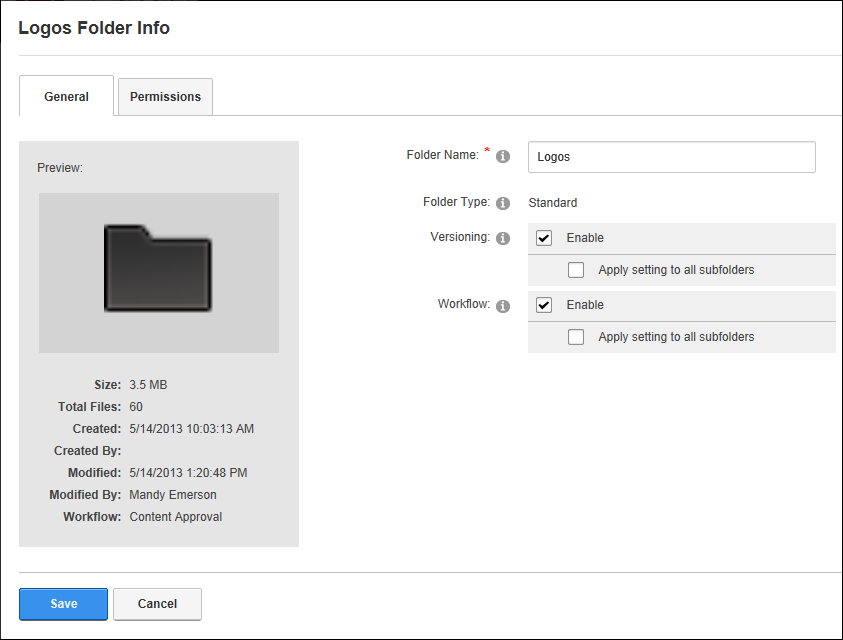 Logos Folder Info
General
Permissions
Preview:
Size: 3.5 MB
Total Files: 60
Created: 5/14/2013 10:03:13 AM
Created By:
Modified: 5/14/2013 1:20:48 PM
Modified By: Mandy Emerson
Workflow: Content Approval
Folder Name: * Logos
Folder Type: Standard
Versioning: Enable
Apply setting to all subfolders
Workflow: Enable
Apply setting to all subfolders
Save
Cancel